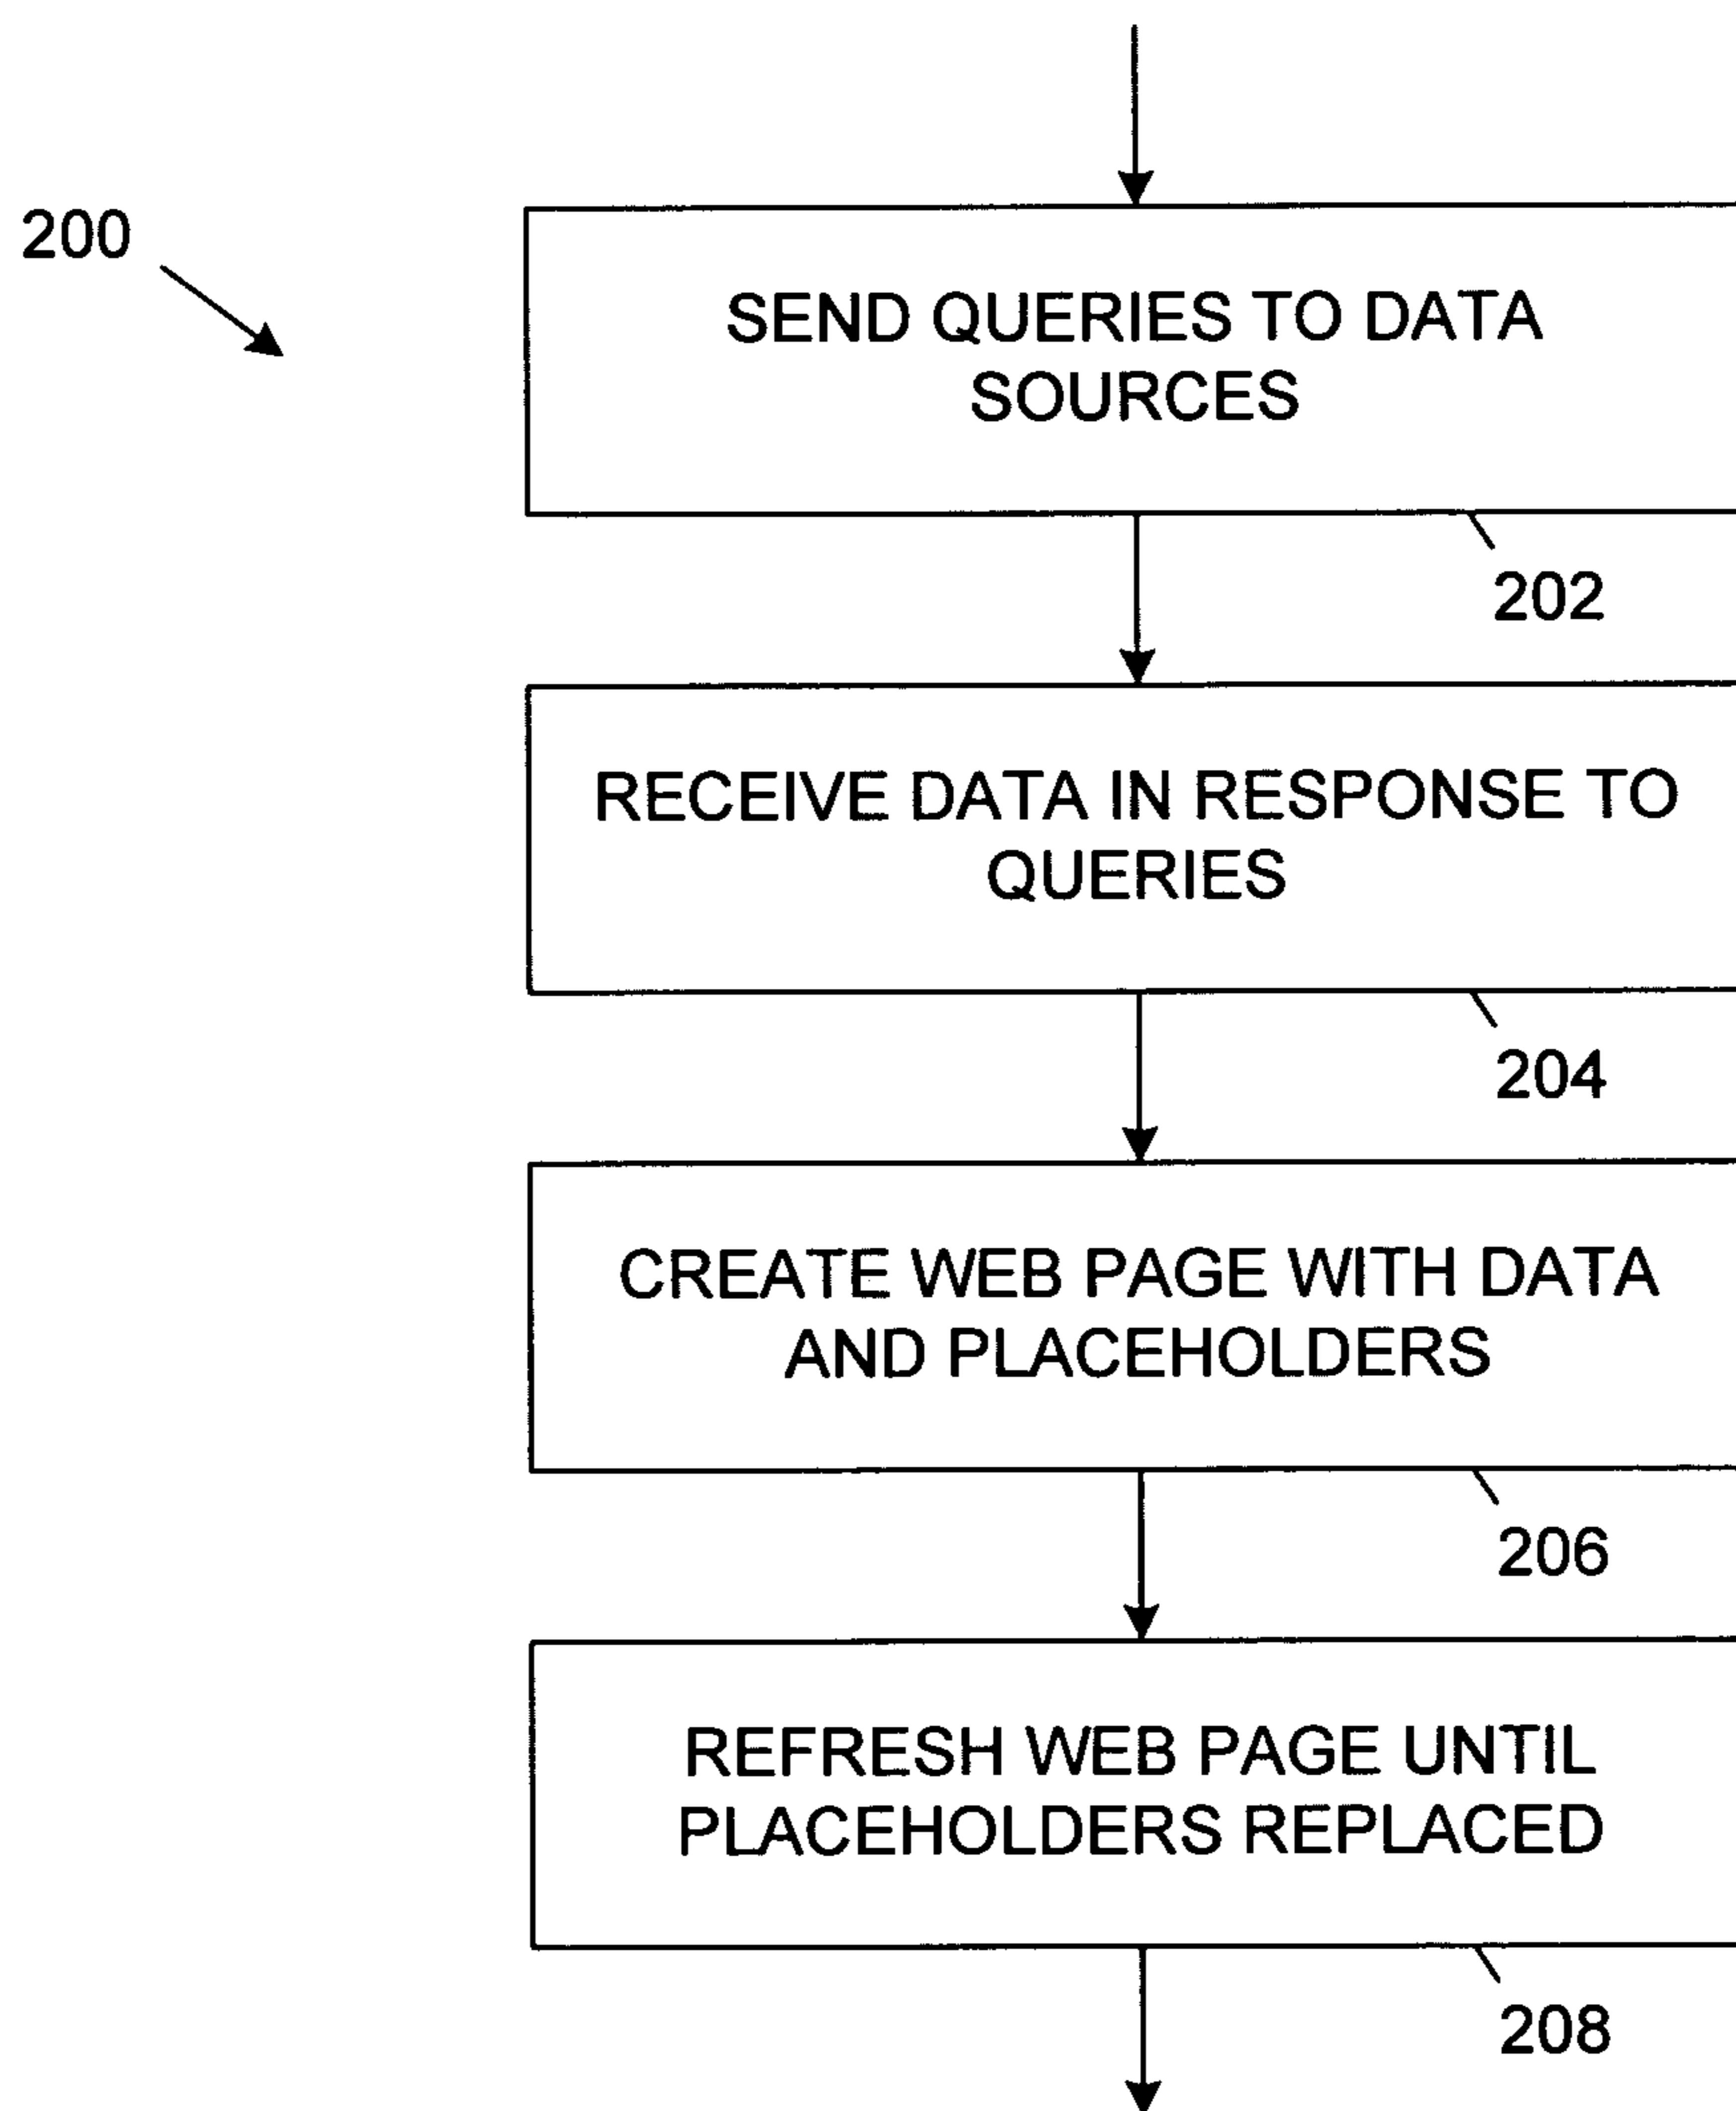 200
SEND QUERIES TO DATA
SOURCES
202
RECEIVE DATA IN RESPONSE TO
QUERIES
204
CREATE WEB PAGE WITH DATA
AND PLACEHOLDERS
206
REFRESH WEB PAGE UNTIL
PLACEHOLDERS REPLACED
208